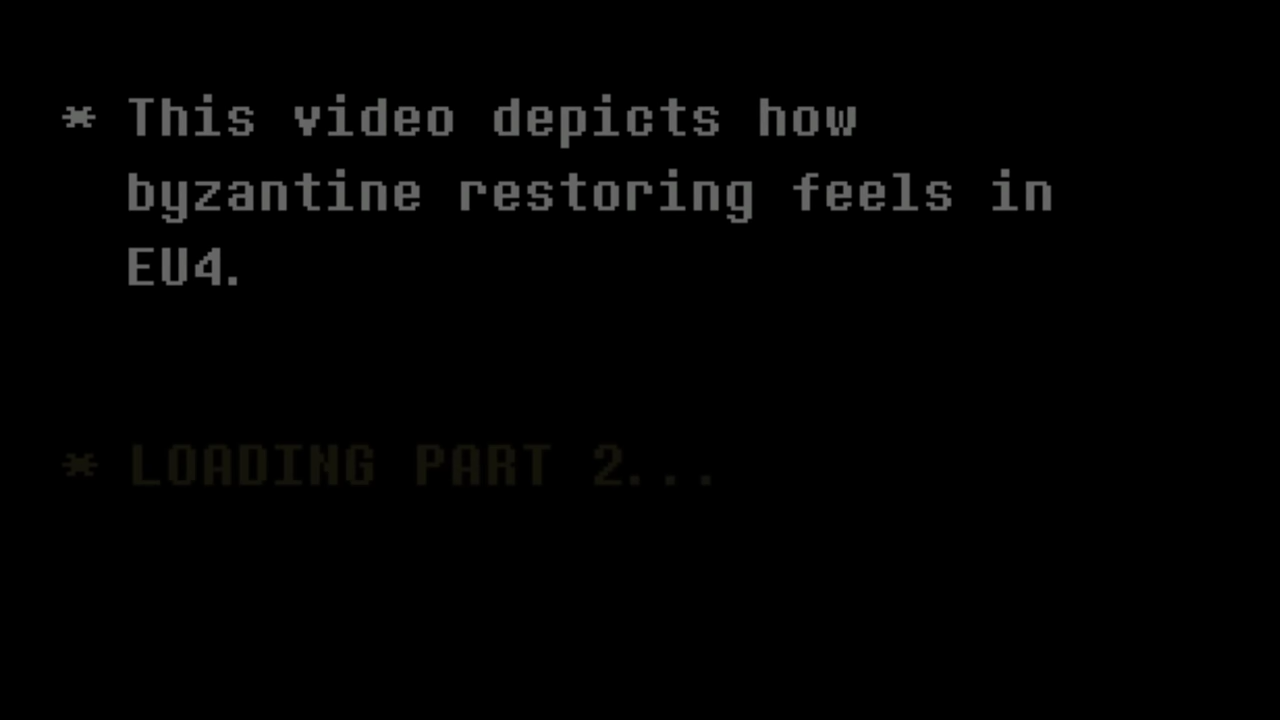 * This video depicts how
byzantine restoring feels in
EU4.
* LOADING PART 2...